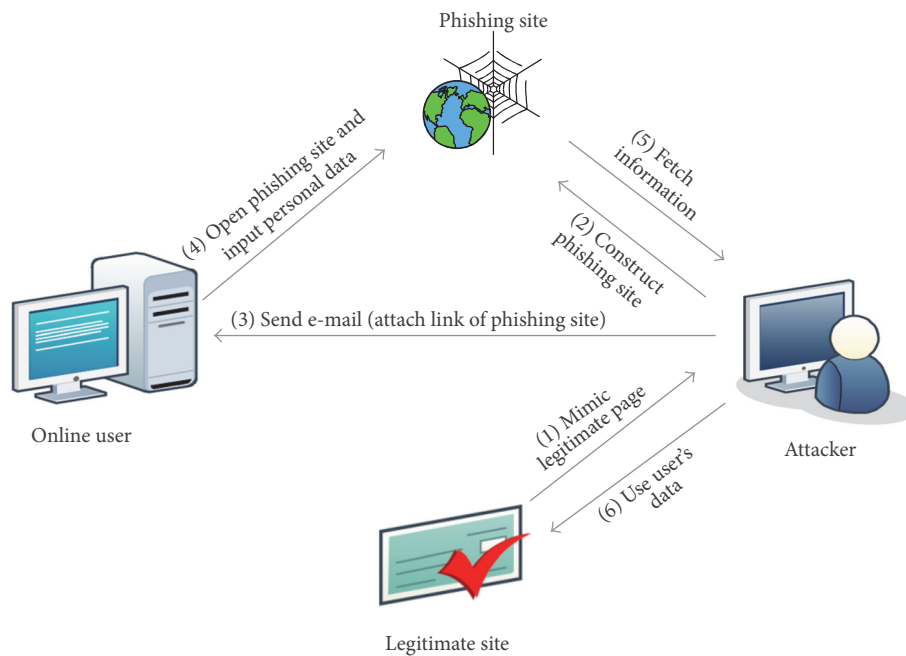 Phishing site
(4) Open phishing site and
input personal data
(5) Fetch
information
(2) Construct
phishing site
(3) Send e-mail (attach link of phishing site)
Online user
(1) Mimic
legitimate page
Attacker
(6) Use user's
data
Legitimate site